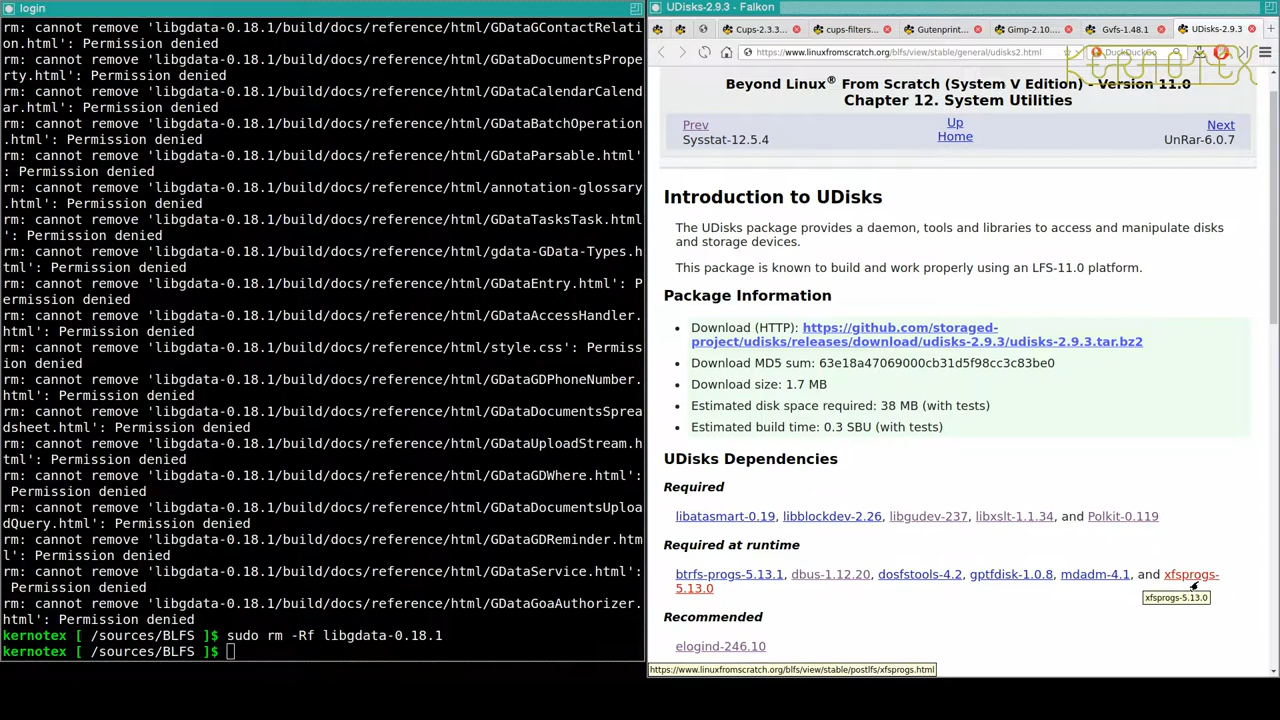 login
rm: cannot remove 'libgdata-0.18.1/build/docs/reference/html/GDataGContactRelati
on.html': Permission denied
rm: cannot remove 'libgdata-0.18.1/build/docs/reference/html/GDataDocumentsPrope
rty.html': Permission denied
rm: cannot remove 'libgdata-0.18.1/build/docs/reference/html/GDataCalendarCalend
ar.html': Permission denied
rm: cannot remove 'libgdata-0.18.1/build/docs/reference/html/GDataBatchOperation
.html': Permission denied
rm: cannot remove 'libgdata-0.18.1/build/docs/reference/html/GDataParsable.html'
: Permission denied
rm: cannot remove 'libgdata-0.18.1/build/docs/reference/html/annotation-glossary
.html': Permission denied
rm: cannot remove 'libgdata-0.18.1/build/docs/reference/html/GDataTasksTask.html
': Permission denied
rm: cannot remove 'libgdata-0.18.1/build/docs/reference/html/gdata-GData-Types.h
tml': Permission denied
rm: cannot remove 'libgdata-0.18.1/build/docs/reference/html/GDataEntry.html': P
ermission denied
rm: cannot remove 'libgdata-0.18.1/build/docs/reference/html/GDataAccessHandler.
html': Permission denied
rm: cannot remove 'libgdata-0.18.1/build/docs/reference/html/style.css': Permiss
ion denied
rm: cannot remove 'libgdata-0.18.1/build/docs/reference/html/GDataGDPhoneNumber.
html': Permission denied
rm: cannot remove 'libgdata-0.18.1/build/docs/reference/html/GDataDocumentsSprea
dsheet.html': Permission denied
rm: cannot remove 'libgdata-0.18.1/build/docs/reference/html/GDataUploadStream.h
tml': Permission denied
rm: cannot remove 'libgdata-0.18.1/build/docs/reference/html/GDataGDWhere.html':
 Permission denied
rm: cannot remove 'libgdata-0.18.1/build/docs/reference/html/GDataDocumentsUploa
dQuery.html': Permission denied
rm: cannot remove 'libgdata-0.18.1/build/docs/reference/html/GDataGDReminder.htm
l': Permission denied
rm: cannot remove 'libgdata-0.18.1/build/docs/reference/html/GDataService.html':
 Permission denied
rm: cannot remove 'libgdata-0.18.1/build/docs/reference/html/GDataGoaAuthorizer.
html': Permission denied
kernotex [ /sources/BLFS ]$ sudo rm -Rf libgdata-0.18.1
kernotex [ /sources/BLFS ]$
UDisks-2.9.3 - Falkon
Cups-2.3.3... cups-filters... Gutenprint... Gimp-2.10.... Gvfs-1.48.1 UDisks-2.9.3
https://www.linuxfromscratch.org/blfs/view/stable/general/udisks2.html DuckDuckGo
KERNOTEX
Beyond Linux® From Scratch (System V Edition) - Version 11.0
Chapter 12. System Utilities
Prev Up Next
Sysstat-12.5.4 Home UnRar-6.0.7
Introduction to UDisks
The UDisks package provides a daemon, tools and libraries to access and manipulate disks
and storage devices.
This package is known to build and work properly using an LFS-11.0 platform.
Package Information
• Download (HTTP): https://github.com/storaged-
project/udisks/releases/download/udisks-2.9.3/udisks-2.9.3.tar.bz2
• Download MD5 sum: 63e18a47069000cb31d5f98cc3c83be0
• Download size: 1.7 MB
• Estimated disk space required: 38 MB (with tests)
• Estimated build time: 0.3 SBU (with tests)
UDisks Dependencies
Required
libatasmart-0.19, libblockdev-2.26, libgudev-237, libxslt-1.1.34, and Polkit-0.119
Required at runtime
btrfs-progs-5.13.1, dbus-1.12.20, dosfstools-4.2, gptfdisk-1.0.8, mdadm-4.1, and xfsprogs-
5.13.0
xfsprogs-5.13.0
Recommended
elogind-246.10
https://www.linuxfromscratch.org/blfs/view/stable/postlfs/xfsprogs.html